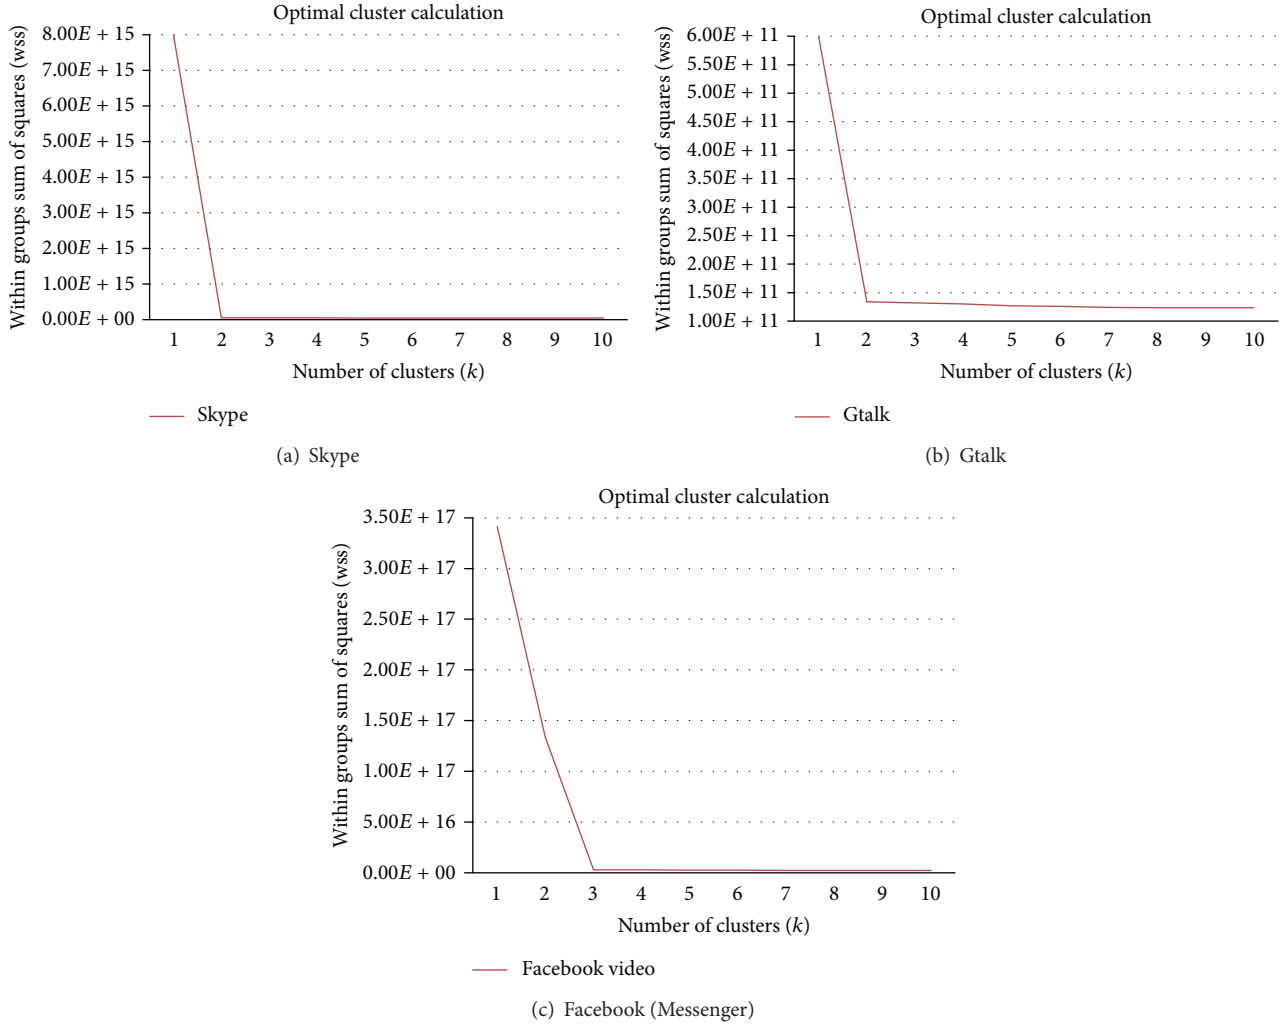 Optimal cluster calculation
Within groups sum of squares (wss)
8.00E + 15
7.00E + 15
6.00E + 15
5.00E + 15
4.00E + 15
3.00E + 15
2.00E + 15
1.00E + 15
0.00E + 00
1 2 3 4 5 6 7 8 9 10
Number of clusters (k)
Skype
(a) Skype
Optimal cluster calculation
Within groups sum of squares (wss)
6.00E + 11
5.50E + 11
5.00E + 11
4.50E + 11
4.00E + 11
3.50E + 11
3.00E + 11
2.50E + 11
2.00E + 11
1.50E + 11
1.00E + 11
1 2 3 4 5 6 7 8 9 10
Number of clusters (k)
Gtalk
(b) Gtalk
Optimal cluster calculation
Within groups sum of squares (wss)
3.50E + 17
3.00E + 17
2.50E + 17
2.00E + 17
1.50E + 17
1.00E + 17
5.00E + 16
0.00E + 00
1 2 3 4 5 6 7 8 9 10
Number of clusters (k)
Facebook video
(c) Facebook (Messenger)